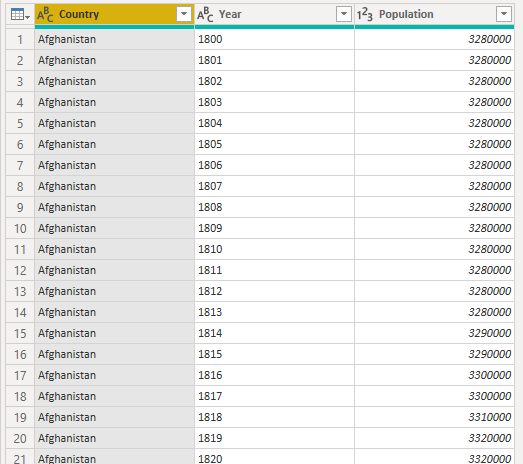 ABC Country ABC Year 123 Population
1 Afghanistan 1800 3280000
2 Afghanistan 1801 3280000
3 Afghanistan 1802 3280000
4 Afghanistan 1803 3280000
5 Afghanistan 1804 3280000
6 Afghanistan 1805 3280000
7 Afghanistan 1806 3280000
8 Afghanistan 1807 3280000
9 Afghanistan 1808 3280000
10 Afghanistan 1809 3280000
11 Afghanistan 1810 3280000
12 Afghanistan 1811 3280000
13 Afghanistan 1812 3280000
14 Afghanistan 1813 3280000
15 Afghanistan 1814 3290000
16 Afghanistan 1815 3290000
17 Afghanistan 1816 3300000
18 Afghanistan 1817 3300000
19 Afghanistan 1818 3310000
20 Afghanistan 1819 3320000
21 Afghanistan 1820 3320000